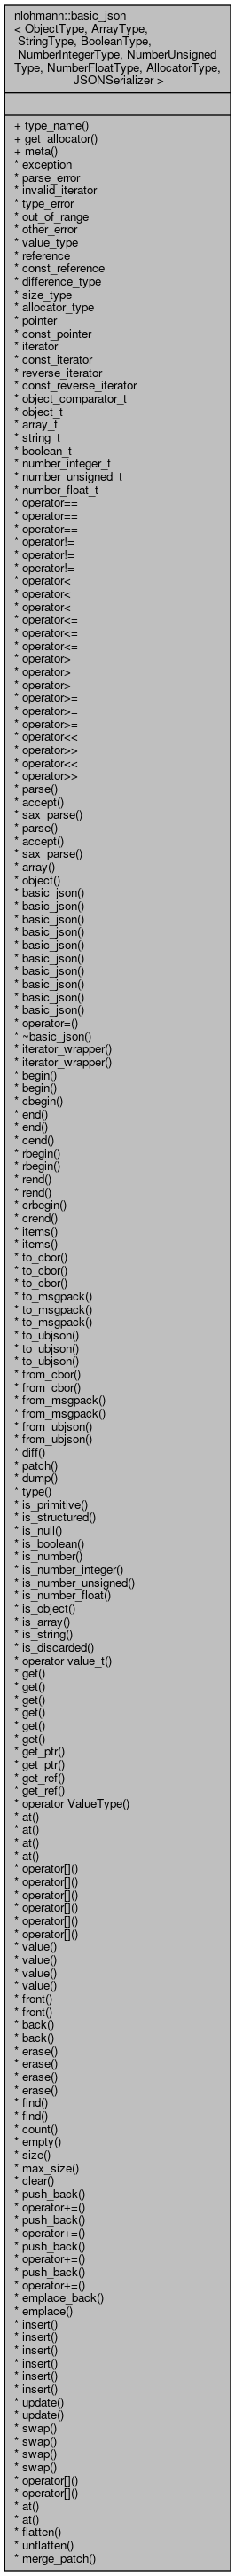 nlohmann::basic_json
< ObjectType, ArrayType,
StringType, BooleanType,
NumberIntegerType, NumberUnsigned
Type, NumberFloatType, AllocatorType,
JSONSerializer >
+ type_name()
+ get_allocator()
+ meta()
* exception
* parse_error
* invalid_iterator
* type_error
* out_of_range
* other_error
* value_type
* reference
* const_reference
* difference_type
* size_type
* allocator_type
* pointer
* const_pointer
* iterator
* const_iterator
* reverse_iterator
* const_reverse_iterator
* object_comparator_t
* object_t
* array_t
* string_t
* boolean_t
* number_integer_t
* number_unsigned_t
* number_float_t
* operator==
* operator==
* operator==
* operator!=
* operator!=
* operator!=
* operator<
* operator<
* operator<
* operator<=
* operator<=
* operator<=
* operator>
* operator>
* operator>
* operator>=
* operator>=
* operator>=
* operator<<
* operator>>
* operator<<
* operator>>
* parse()
* accept()
* sax_parse()
* parse()
* accept()
* sax_parse()
* array()
* object()
* basic_json()
* basic_json()
* basic_json()
* basic_json()
* basic_json()
* basic_json()
* basic_json()
* basic_json()
* basic_json()
* basic_json()
* operator=()
* ~basic_json()
* iterator_wrapper()
* iterator_wrapper()
* begin()
* begin()
* cbegin()
* end()
* end()
* cend()
* rbegin()
* rbegin()
* rend()
* rend()
* crbegin()
* crend()
* items()
* items()
* to_cbor()
* to_cbor()
* to_cbor()
* to_msgpack()
* to_msgpack()
* to_msgpack()
* to_ubjson()
* to_ubjson()
* to_ubjson()
* from_cbor()
* from_cbor()
* from_msgpack()
* from_msgpack()
* from_ubjson()
* from_ubjson()
* diff()
* patch()
* dump()
* type()
* is_primitive()
* is_structured()
* is_null()
* is_boolean()
* is_number()
* is_number_integer()
* is_number_unsigned()
* is_number_float()
* is_object()
* is_array()
* is_string()
* is_discarded()
* operator value_t()
* get()
* get()
* get()
* get()
* get()
* get()
* get_ptr()
* get_ptr()
* get_ref()
* get_ref()
* operator ValueType()
* at()
* at()
* at()
* at()
* operator[]()
* operator[]()
* operator[]()
* operator[]()
* operator[]()
* operator[]()
* value()
* value()
* value()
* value()
* front()
* front()
* back()
* back()
* erase()
* erase()
* erase()
* erase()
* find()
* find()
* count()
* empty()
* size()
* max_size()
* clear()
* push_back()
* operator+=()
* push_back()
* operator+=()
* push_back()
* operator+=()
* push_back()
* operator+=()
* emplace_back()
* emplace()
* insert()
* insert()
* insert()
* insert()
* insert()
* insert()
* update()
* update()
* swap()
* swap()
* swap()
* swap()
* operator[]()
* operator[]()
* at()
* at()
* flatten()
* unflatten()
* merge_patch()